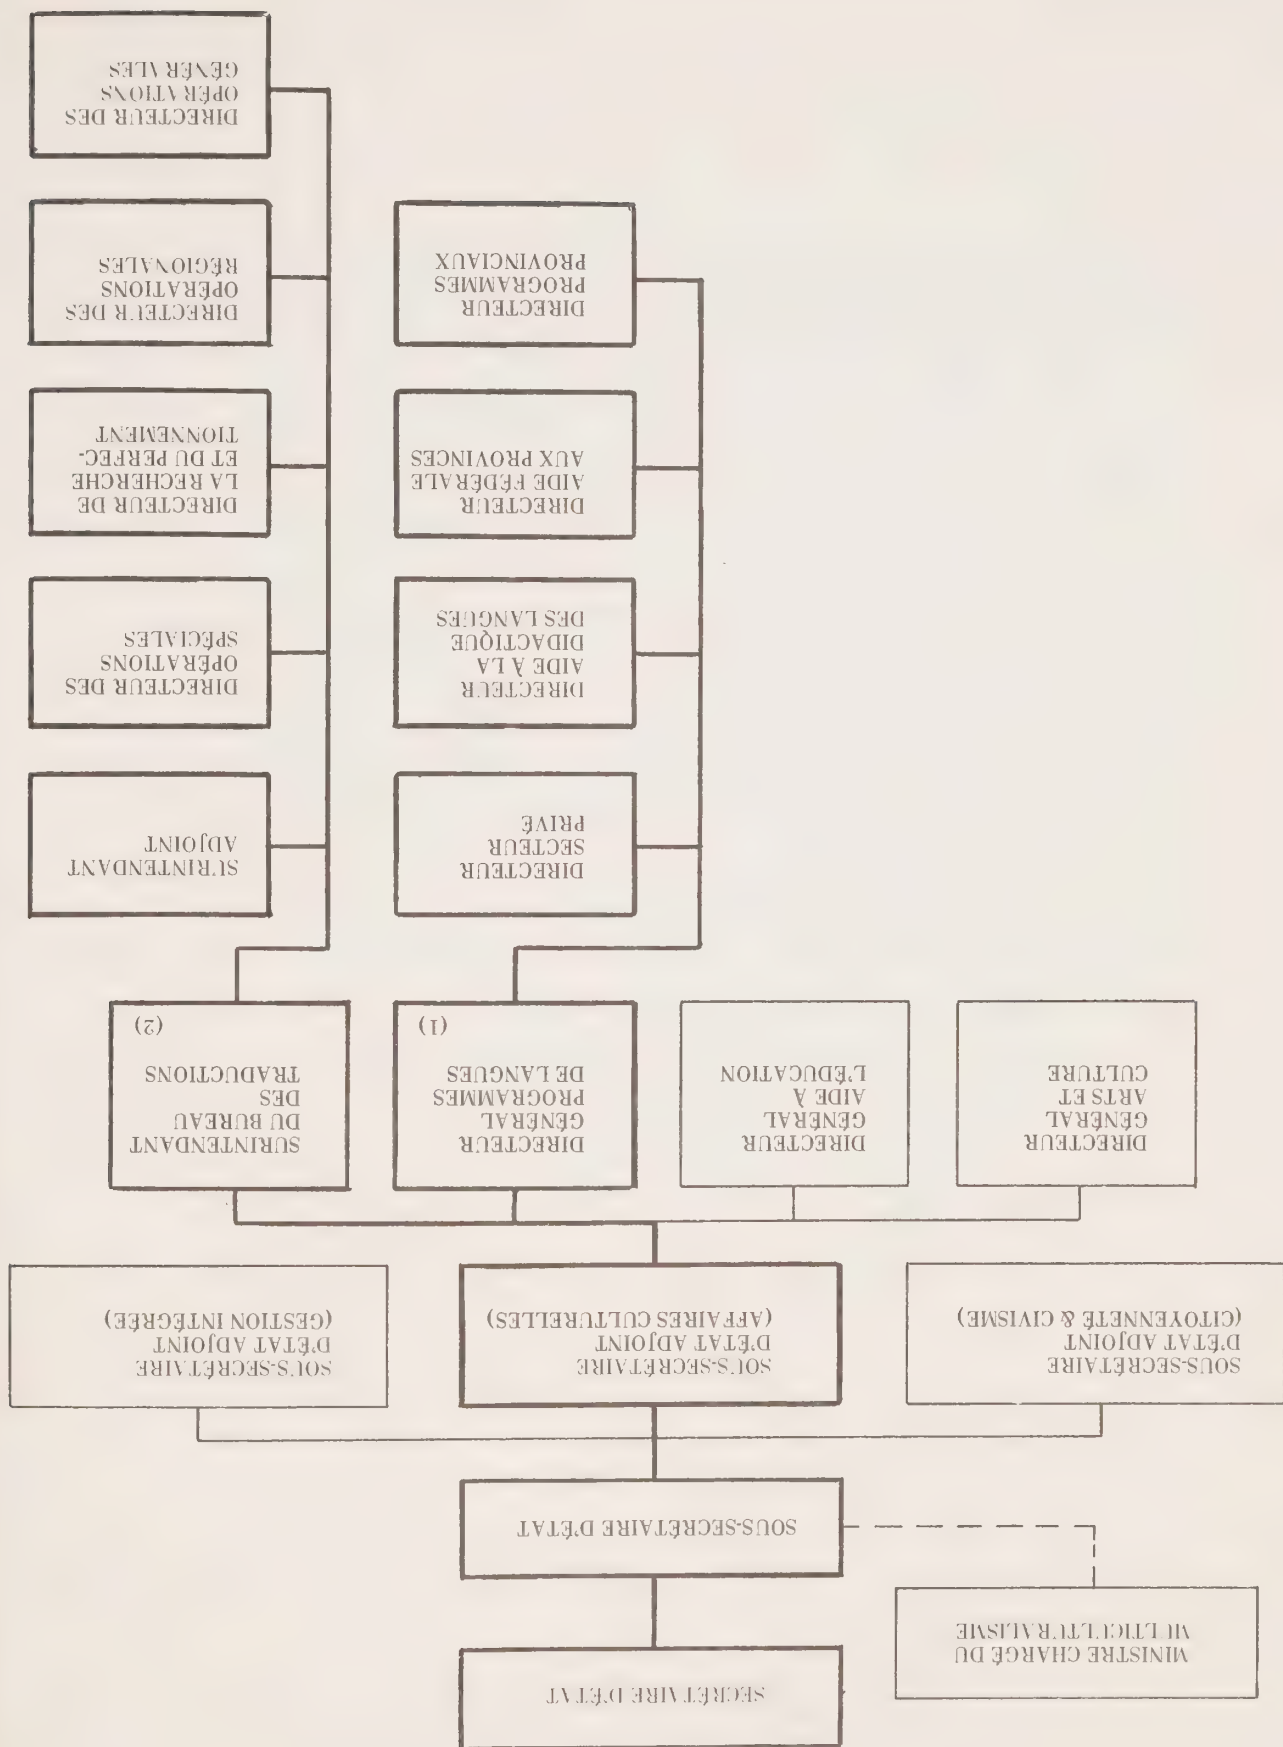 SECRÉTAIRE D'ÉTAT
MINISTRE CHARGÉ DU
MULTICULTURALISME
SOUS-SECRÉTAIRE D'ÉTAT
SOUS-SECRÉTAIRE
D'ÉTAT ADJOINT
(CITOYENNETÉ & CIVISME)
SOUS-SECRÉTAIRE
D'ÉTAT ADJOINT
(AFFAIRES CULTURELLES)
SOUS-SECRÉTAIRE
D'ÉTAT ADJOINT
(GESTION INTÉGRÉE)
DIRECTEUR
GÉNÉRAL
ARTS ET
CULTURE
DIRECTEUR
GÉNÉRAL
AIDE À
L'ÉDUCATION
DIRECTEUR
GÉNÉRAL
PROGRAMMES
DE LANGUES
(1)
SURINTENDANT
DU BUREAU
DES
TRADUCTIONS
(2)
DIRECTEUR
SECTEUR
PRIVÉ
DIRECTEUR
AIDE À LA
DIDACTIQUE
DES LANGUES
DIRECTEUR
AIDE FÉDÉRALE
AUX PROVINCES
DIRECTEUR
PROGRAMMES
PROVINCIAUX
SURINTENDANT
ADJOINT
DIRECTEUR DES
OPÉRATIONS
SPÉCIALES
DIRECTEUR DE
LA RECHERCHE
ET DU PERFEC-
TIONNEMENT
DIRECTEUR DES
OPÉRATIONS
RÉGIONALES
DIRECTEUR DES
OPÉRATIONS
GÉNÉRALES